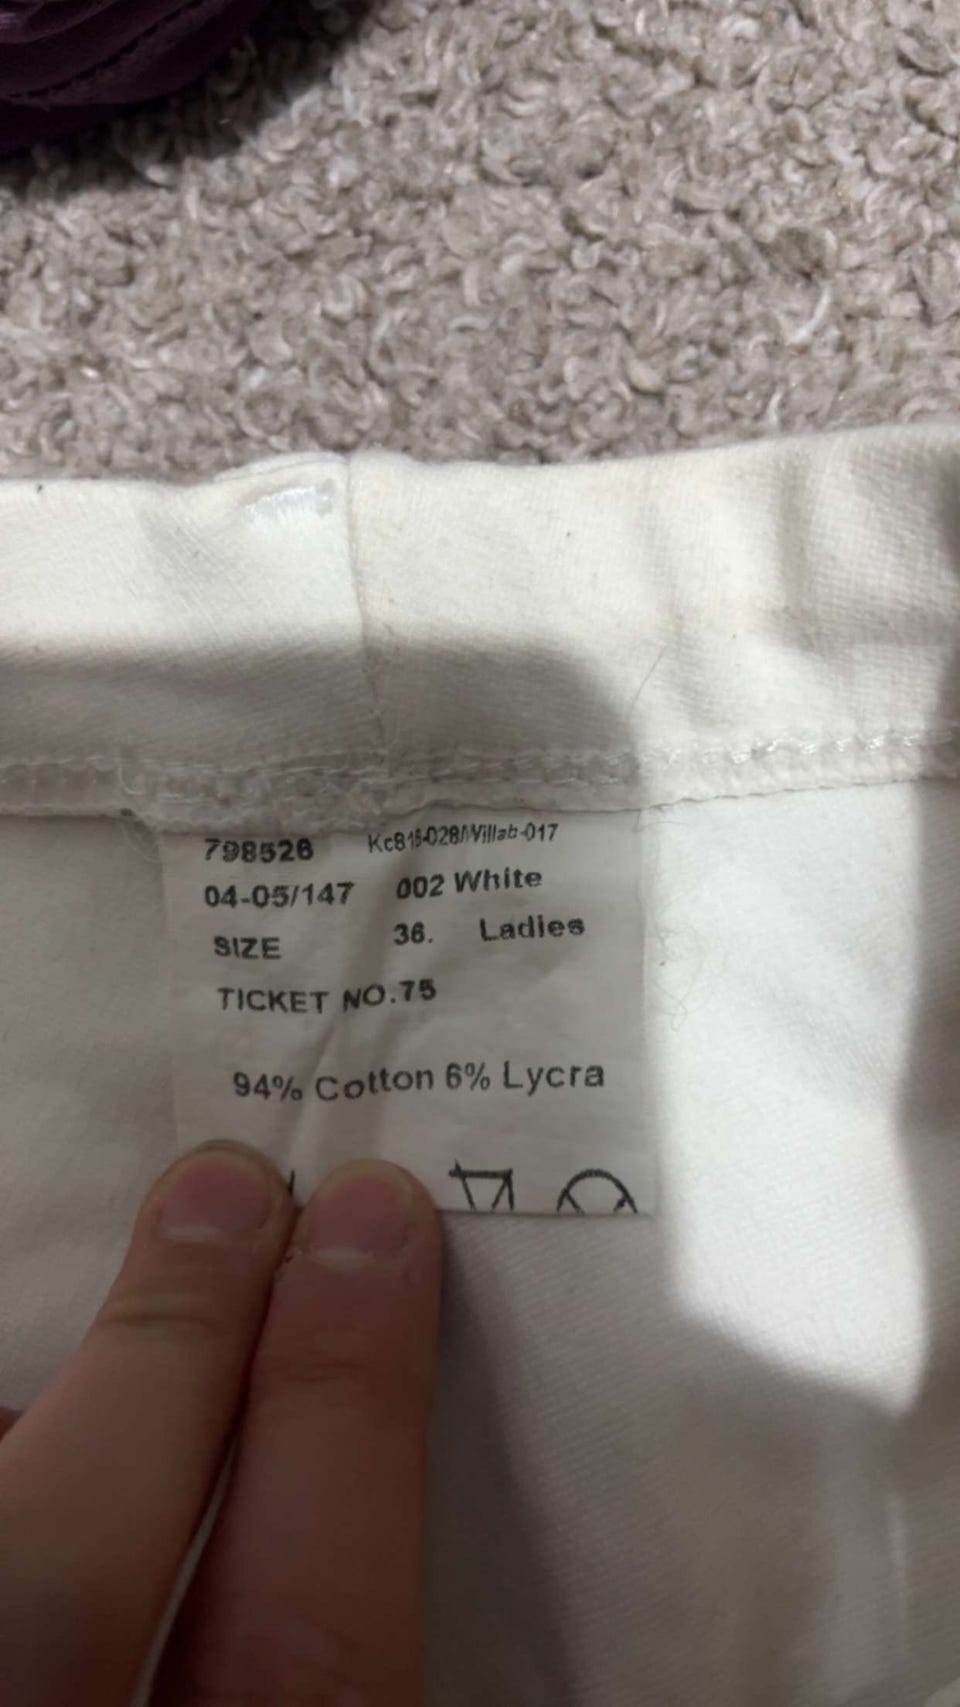 798526 Kc816-028/Villab-017
04-05/147 002 White
SIZE 36. Ladies
TICKET NO.75
94% Cotton 6% Lycra